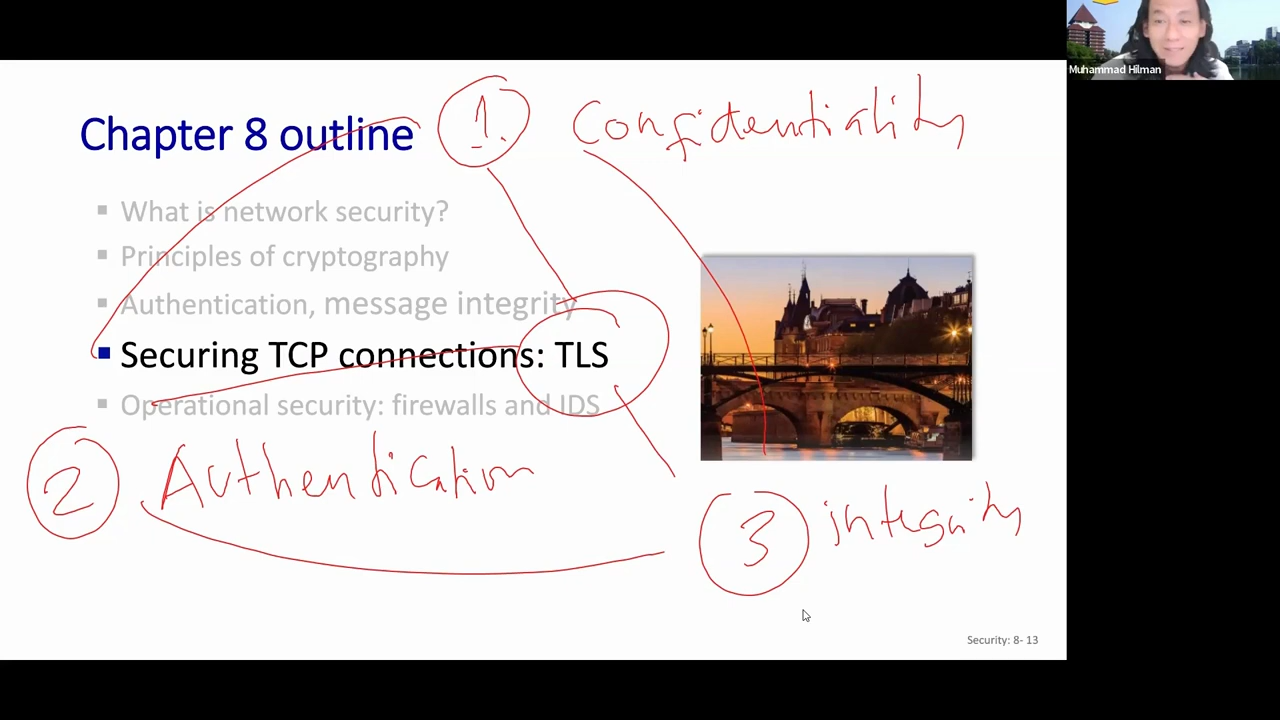 Muhammad Hilman
1. Confidentiality
Chapter 8 outline
What is network security?
Principles of cryptography
Authentication, message integrity
Securing TCP connections: TLS
Operational security: firewalls and IDS
2 Authentication
3 integrity
Security: 8- 13